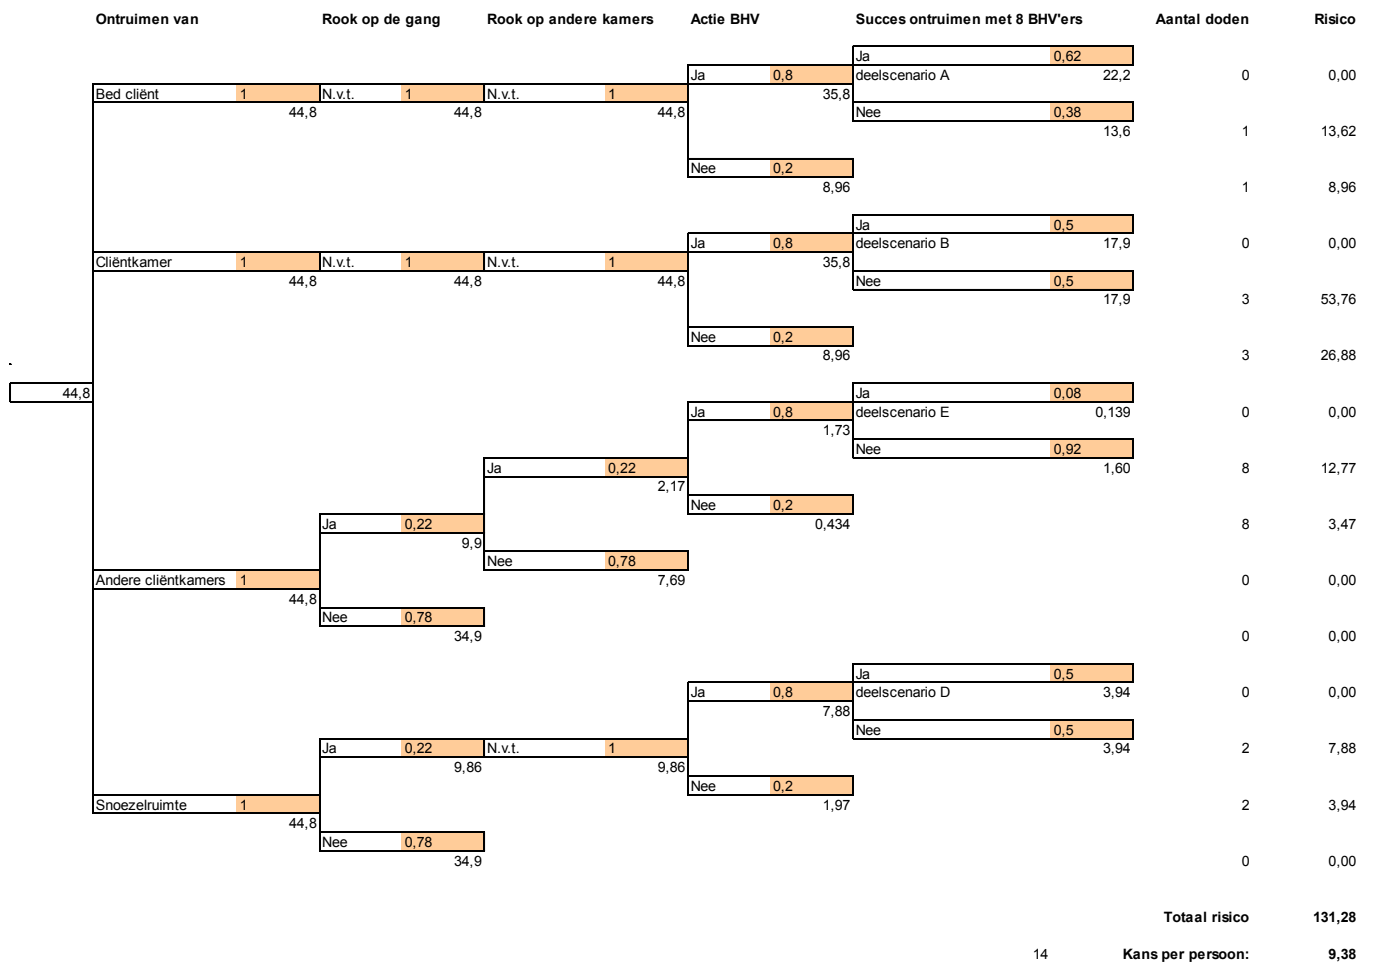 Ontruimen van Rook op de gang Rook op andere kamers Actie BHV Succes ontruimen met 8 BHV'ers Aantal doden Risico
Ja 0,62
Ja 0,8 deelscenario A 22,2 0 0,00
Bed cliënt 1 N.v.t. 1 N.v.t. 1 35,8
44,8 44,8 44,8 Nee 0,38
13,6 1 13,62
Nee 0,2
8,96 1 8,96
Ja 0,5
Ja 0,8 deelscenario B 17,9 0 0,00
Cliëntkamer 1 N.v.t. 1 N.v.t. 1 35,8
44,8 44,8 44,8 Nee 0,5
17,9 3 53,76
Nee 0,2
8,96 3 26,88
44,8 Ja 0,08
Ja 0,8 deelscenario E 0,139 0 0,00
1,73
Nee 0,92
Ja 0,22 1,60 8 12,77
2,17
Nee 0,2
Ja 0,22 0,434 8 3,47
9,9
Nee 0,78
Andere cliëntkamers 1 7,69 0 0,00
44,8
Nee 0,78
34,9 0 0,00
Ja 0,5
Ja 0,8 deelscenario D 3,94 0 0,00
7,88
Nee 0,5
Ja 0,22 N.v.t. 1 3,94 2 7,88
9,86 9,86
Nee 0,2
Snoezelruimte 1 1,97 2 3,94
44,8
Nee 0,78
34,9 0 0,00
Totaal risico 131,28
14 Kans per persoon: 9,38